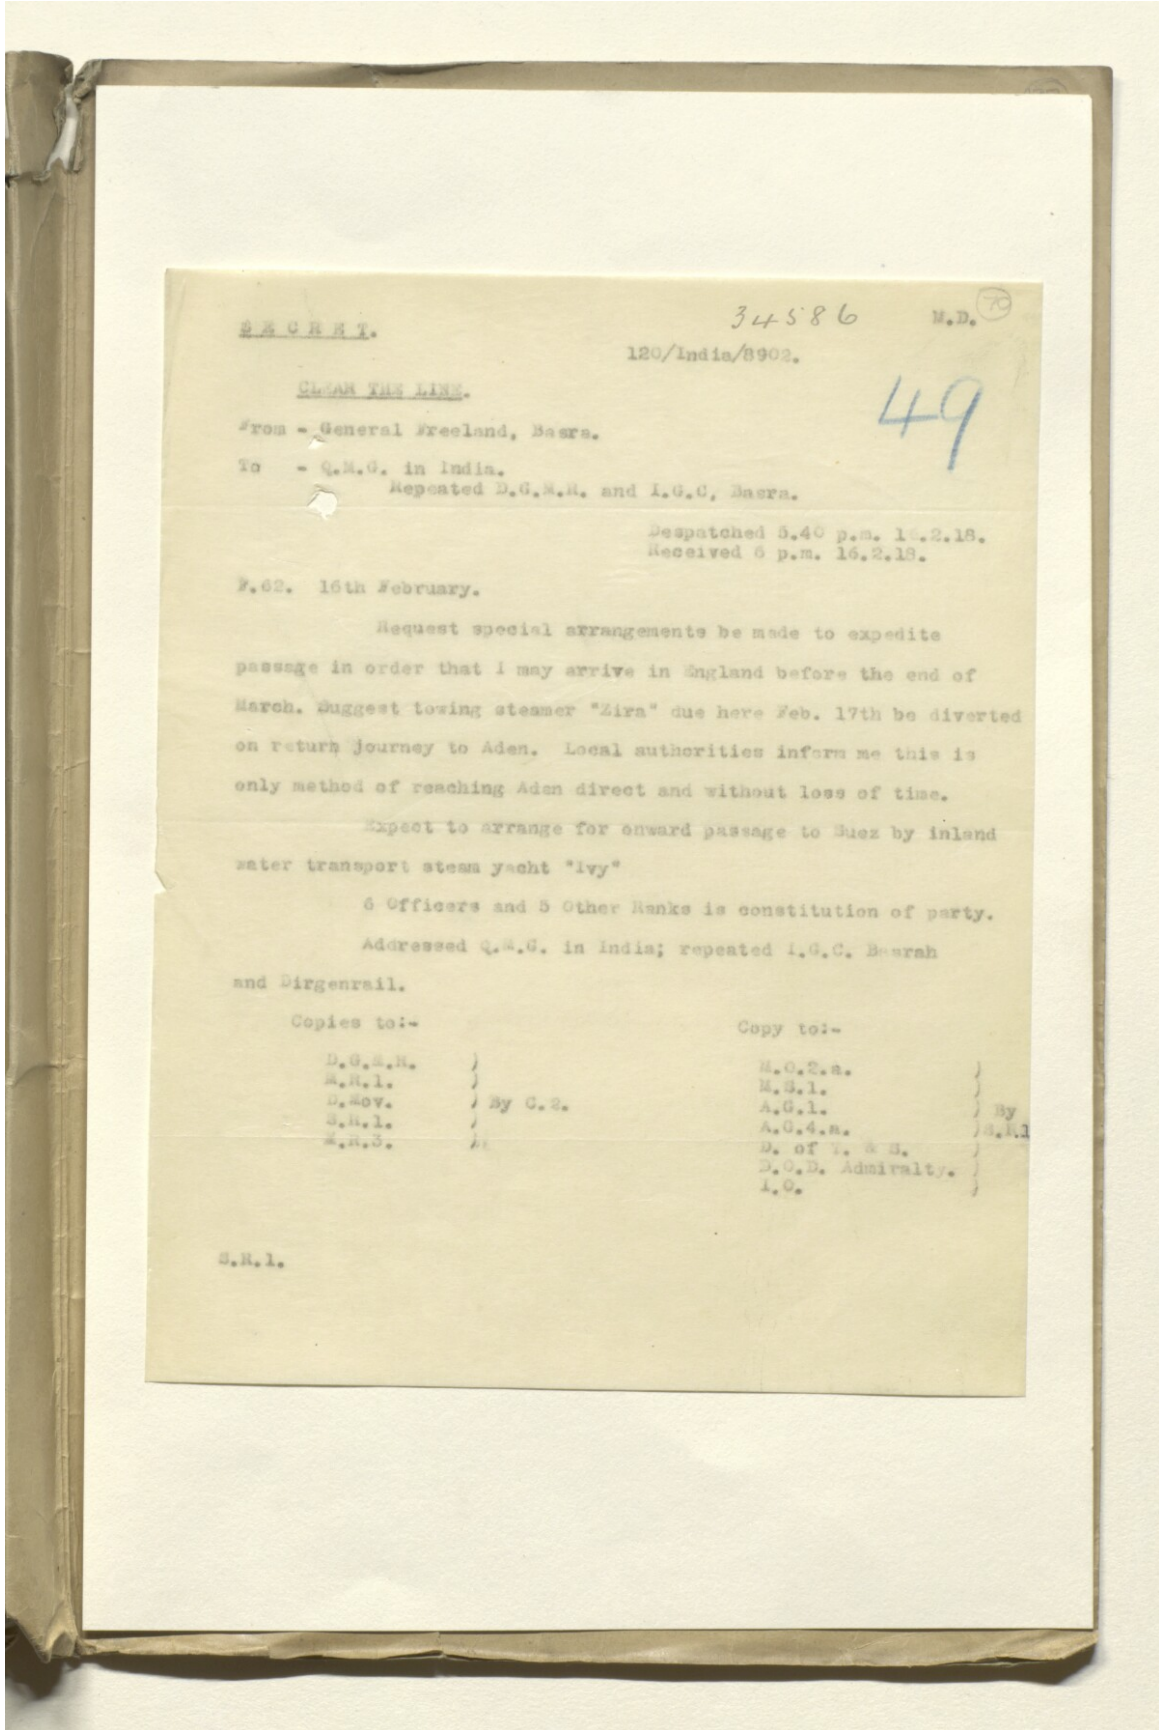 SECRET.
34586
M.D.
70
120/India/8902.
49
CLEAR THE LINE.
From - General Freeland, Basra.
To - Q.M.G. in India.
Repeated D.G.M.R. and I.G.C, Basra.
Despatched 5.40 p.m. 16.2.18.
Received 6 p.m. 16.2.18.
F.62. 16th February.
Request special arrangements be made to expedite
passage in order that I may arrive in England before the end of
March. Suggest towing steamer "Zira" due here Feb. 17th be diverted
on return journey to Aden. Local authorities inform me this is
only method of reaching Aden direct and without loss of time.
Expect to arrange for onward passage to Suez by inland
water transport steam yacht "Ivy"
6 Officers and 5 Other Ranks is constitution of party.
Addressed Q.M.G. in India; repeated I.G.C. Basrah
and Dirgenrail.
Copies to:-
D.G.M.R. )
M.R.1. )
D.Mov. ) By C.2.
S.R.1. )
M.R.3. )
Copy to:-
M.O.2.a. )
M.S.1. )
A.G.1. ) By
A.G.4.a. )S.R.1
D. of T. & S. )
D.O.D. Admiralty. )
I.O. )
S.R.1.